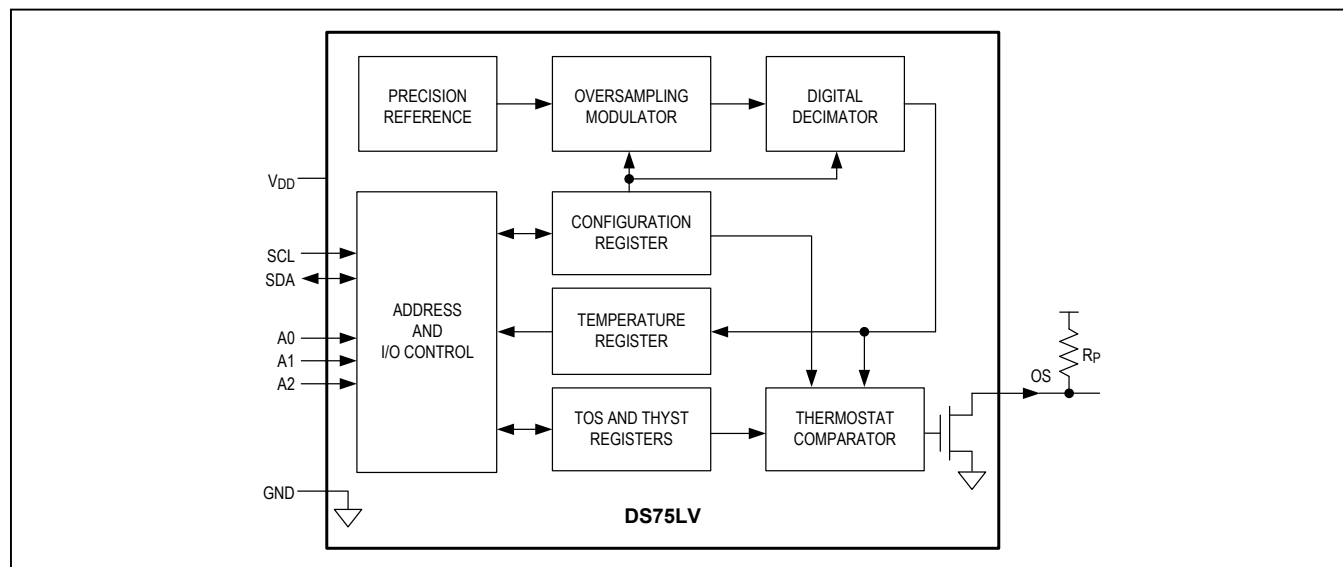 PRECISION
REFERENCE
OVERSAMPLING
MODULATOR
DIGITAL
DECIMATOR
VDD
SCL
SDA
A0
A1
A2
GND
ADDRESS
AND
I/O CONTROL
CONFIGURATION
REGISTER
TEMPERATURE
REGISTER
TOS AND THYST
REGISTERS
THERMOSTAT
COMPARATOR
OS
RP
DS75LV